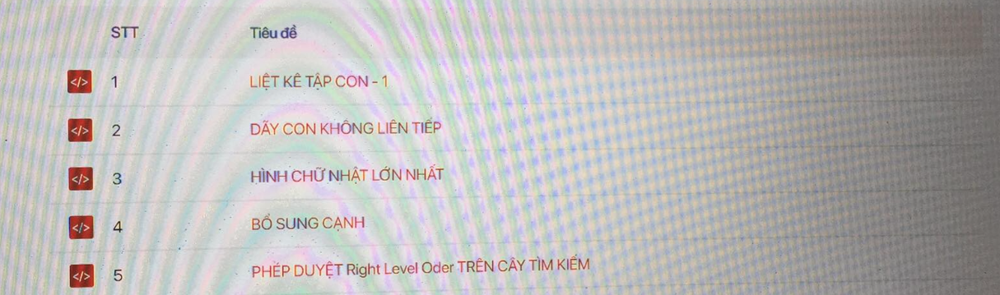 STT Tiêu đề
</> 1 LIỆT KÊ TẬP CON - 1
</> 2 DÃY CON KHÔNG LIÊN TIẾP
</> 3 HÌNH CHỮ NHẬT LỚN NHẤT
</> 4 BỔ SUNG CẠNH
</> 5 PHÉP DUYỆT Right Level Oder TRÊN CÂY TÌM KIẾM